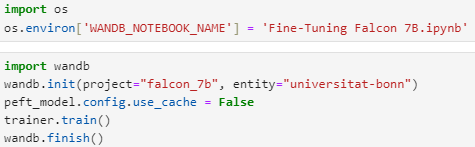 import os
os.environ['WANDB_NOTEBOOK_NAME'] = 'Fine-Tuning Falcon 7B.ipynb'
import wandb
wandb.init(project="falcon_7b", entity="universitat-bonn")
peft_model.config.use_cache = False
trainer.train()
wandb.finish()